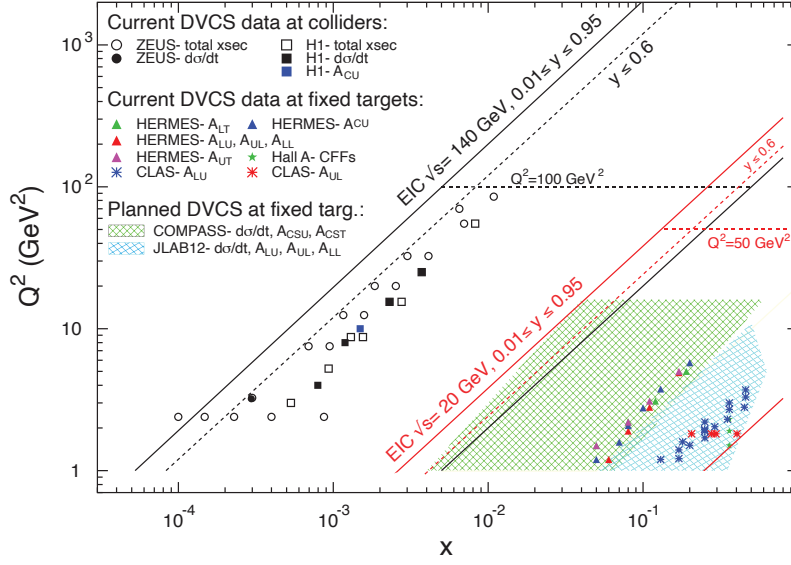 Current DVCS data at colliders:
ZEUS- total xsec
H1- total xsec
ZEUS- dσ/dt
H1- dσ/dt
H1- A_CU
Current DVCS data at fixed targets:
HERMES- A_LT
HERMES- A^CU
HERMES- A_LU, A_UL, A_LL
HERMES- A_UT
Hall A- CFFs
CLAS- A_LU
CLAS- A_UL
Planned DVCS at fixed targ.:
COMPASS- dσ/dt, A_CSU, A_CST
JLAB12- dσ/dt, A_LU, A_UL, A_LL
EIC √s= 140 GeV, 0.01≤ y ≤ 0.95
y ≤ 0.6
Q²=100 GeV²
y ≤ 0.6
Q²=50 GeV²
EIC √s= 20 GeV, 0.01≤ y ≤ 0.95
Q² (GeV²)
10³
10²
10
1
10⁻⁴
10⁻³
10⁻²
10⁻¹
1
x